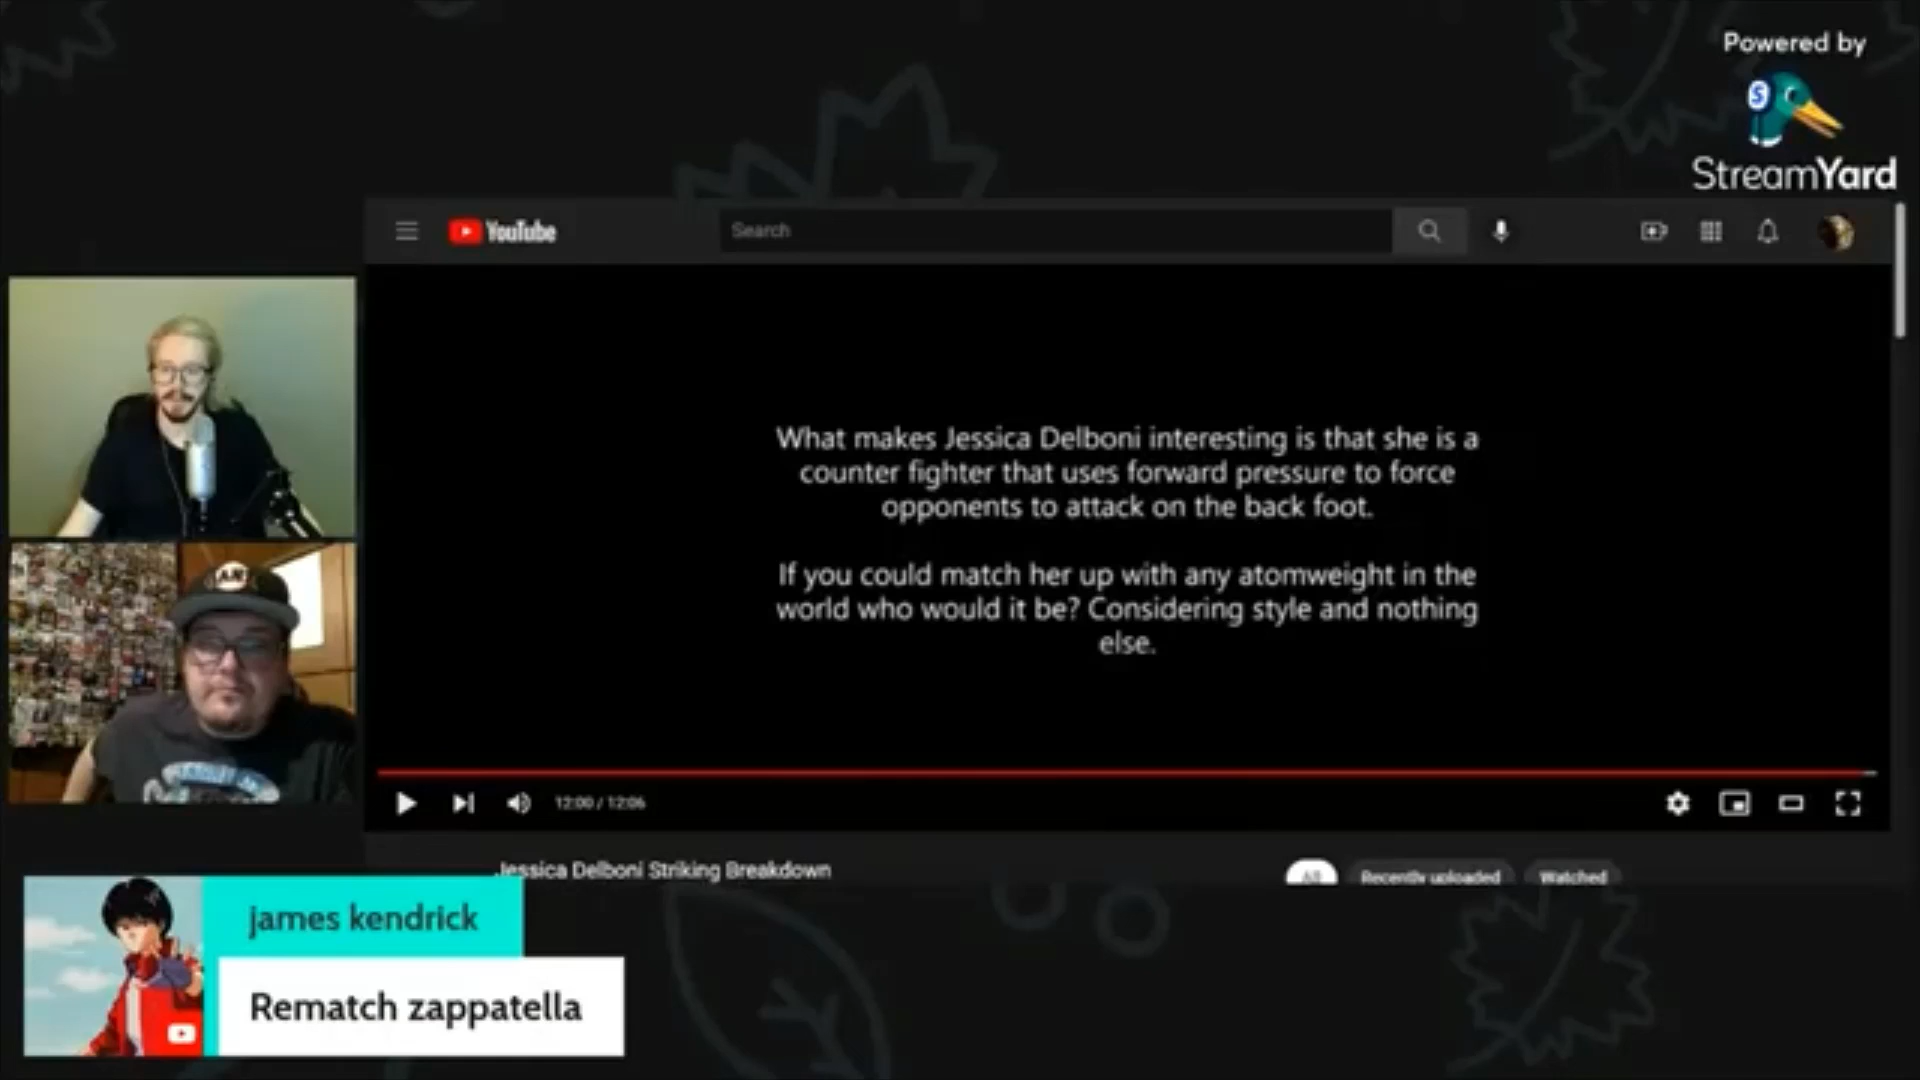 Powered by
StreamYard
YouTube
Search
What makes Jessica Delboni interesting is that she is a
counter fighter that uses forward pressure to force
opponents to attack on the back foot.
If you could match her up with any atomweight in the
world who would it be? Considering style and nothing
else.
12:00 / 12:06
Jessica Delboni Striking Breakdown
All
Recently uploaded
Watched
james kendrick
Rematch zappatella